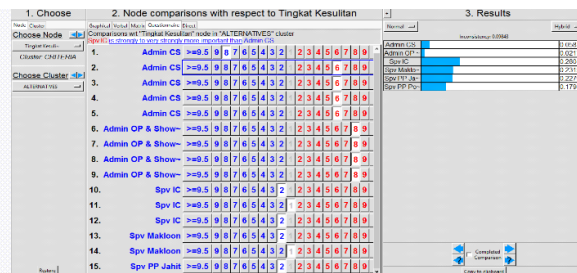 1. Choose
2. Node comparisons with respect to Tingkat Kesulitan
3. Results
Node Cluster
Graphical Verbal Matrix Questionnaire Direct
Normal
Hybrid
Choose Node
Comparisons wrt "Tingkat Kesulitan" node in "ALTERNATIVES" cluster
Spv IC is strongly to very strongly more important than Admin CS
Inconsistency:
Cluster: CRITERIA
Choose Cluster
ALTERNATIVES
1. Admin CS >=9.5 9 8 7 6 5 4 3 2 2 3 4 5 6 7 8 9
2. Admin CS >=9.5 9 8 7 6 5 4 3 2 2 3 4 5 6 7 8 9
3. Admin CS >=9.5 9 8 7 6 5 4 3 2 2 3 4 5 6 7 8 9
4. Admin CS >=9.5 9 8 7 6 5 4 3 2 2 3 4 5 6 7 8 9
5. Admin CS >=9.5 9 8 7 6 5 4 3 2 2 3 4 5 6 7 8 9
6. Admin OP & Show~ >=9.5 9 8 7 6 5 4 3 2 2 3 4 5 6 7 8 9
7. Admin OP & Show~ >=9.5 9 8 7 6 5 4 3 2 2 3 4 5 6 7 8 9
8. Admin OP & Show~ >=9.5 9 8 7 6 5 4 3 2 2 3 4 5 6 7 8 9
9. Admin OP & Show~ >=9.5 9 8 7 6 5 4 3 2 2 3 4 5 6 7 8 9
10. Spv IC >=9.5 9 8 7 6 5 4 3 2 2 3 4 5 6 7 8 9
11. Spv IC >=9.5 9 8 7 6 5 4 3 2 2 3 4 5 6 7 8 9
12. Spv IC >=9.5 9 8 7 6 5 4 3 2 2 3 4 5 6 7 8 9
13. Spv Makloon >=9.5 9 8 7 6 5 4 3 2 2 3 4 5 6 7 8 9
14. Spv Makloon >=9.5 9 8 7 6 5 4 3 2 2 3 4 5 6 7 8 9
15. Spv PP Jahit >=9.5 9 8 7 6 5 4 3 2 2 3 4 5 6 7 8 9
Admin CS
Admin OP
Spv IC
Spv Maklo~
Spv PP Ja~
Spv PP Po~
Restore
Completed
Comparison
Copy to clipboard